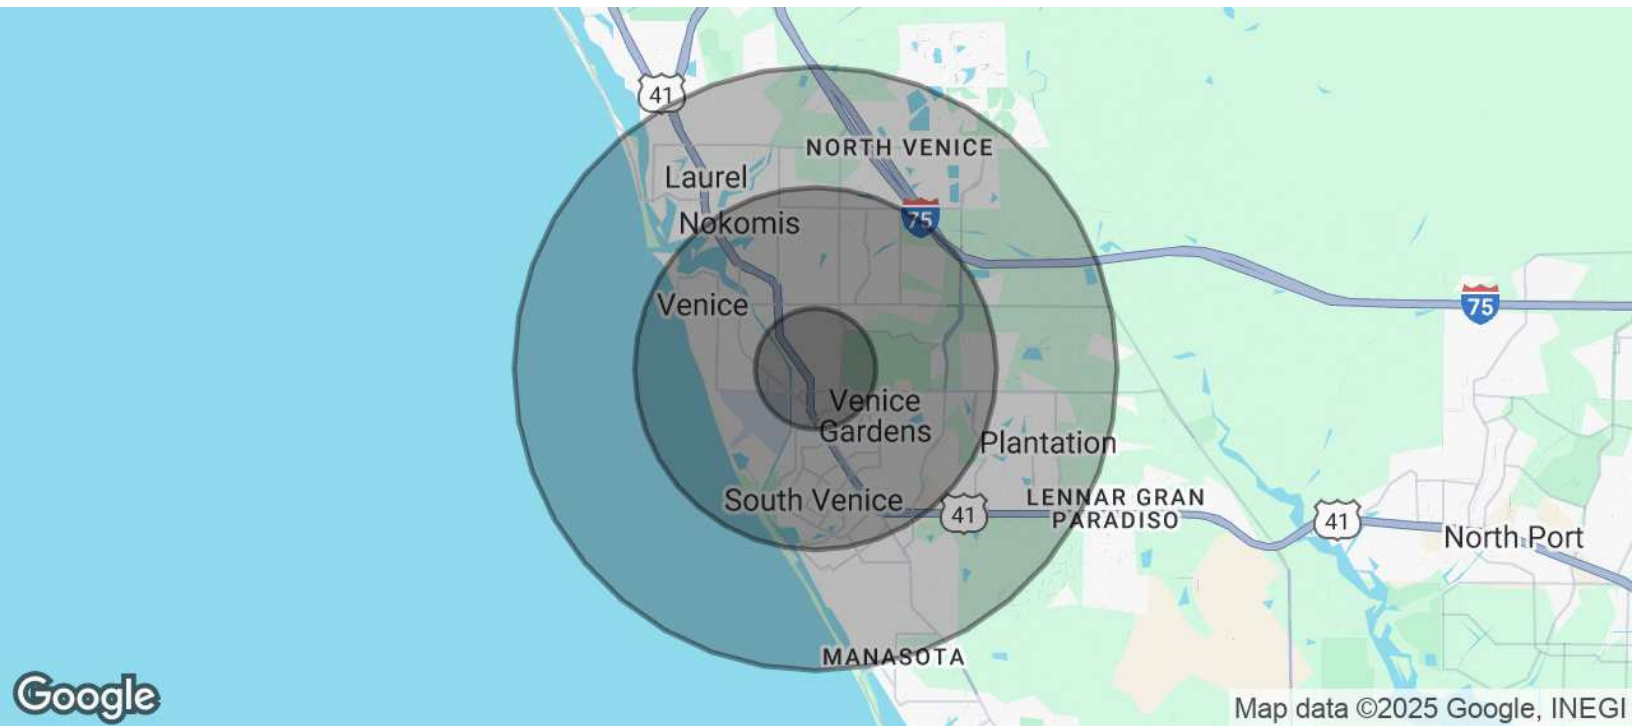 41
NORTH VENICE
Laurel
75
Nokomis
Venice
75
Venice
Gardens
Plantation
South Venice
LENNAR GRAN
PARADISO
41
41
North Port
MANASOTA
Google
Map data ©2025 Google, INEGI